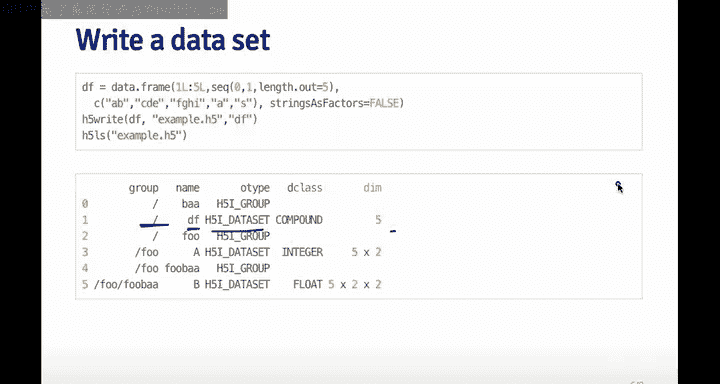 Write a data set
df = data.frame(1L:5L,seq(0,1,length.out=5),
c("ab","cde","fghi","a","s"), stringsAsFactors=FALSE)
h5write(df, "example.h5","df")
h5ls("example.h5")
group name otype dclass dim
0 / baa H5I_GROUP
1 / df H5I_DATASET COMPOUND 5
2 / foo H5I_GROUP
3 /foo A H5I_DATASET INTEGER 5 x 2
4 /foo foobaa H5I_GROUP
5 /foo/foobaa B H5I_DATASET FLOAT 5 x 2 x 2